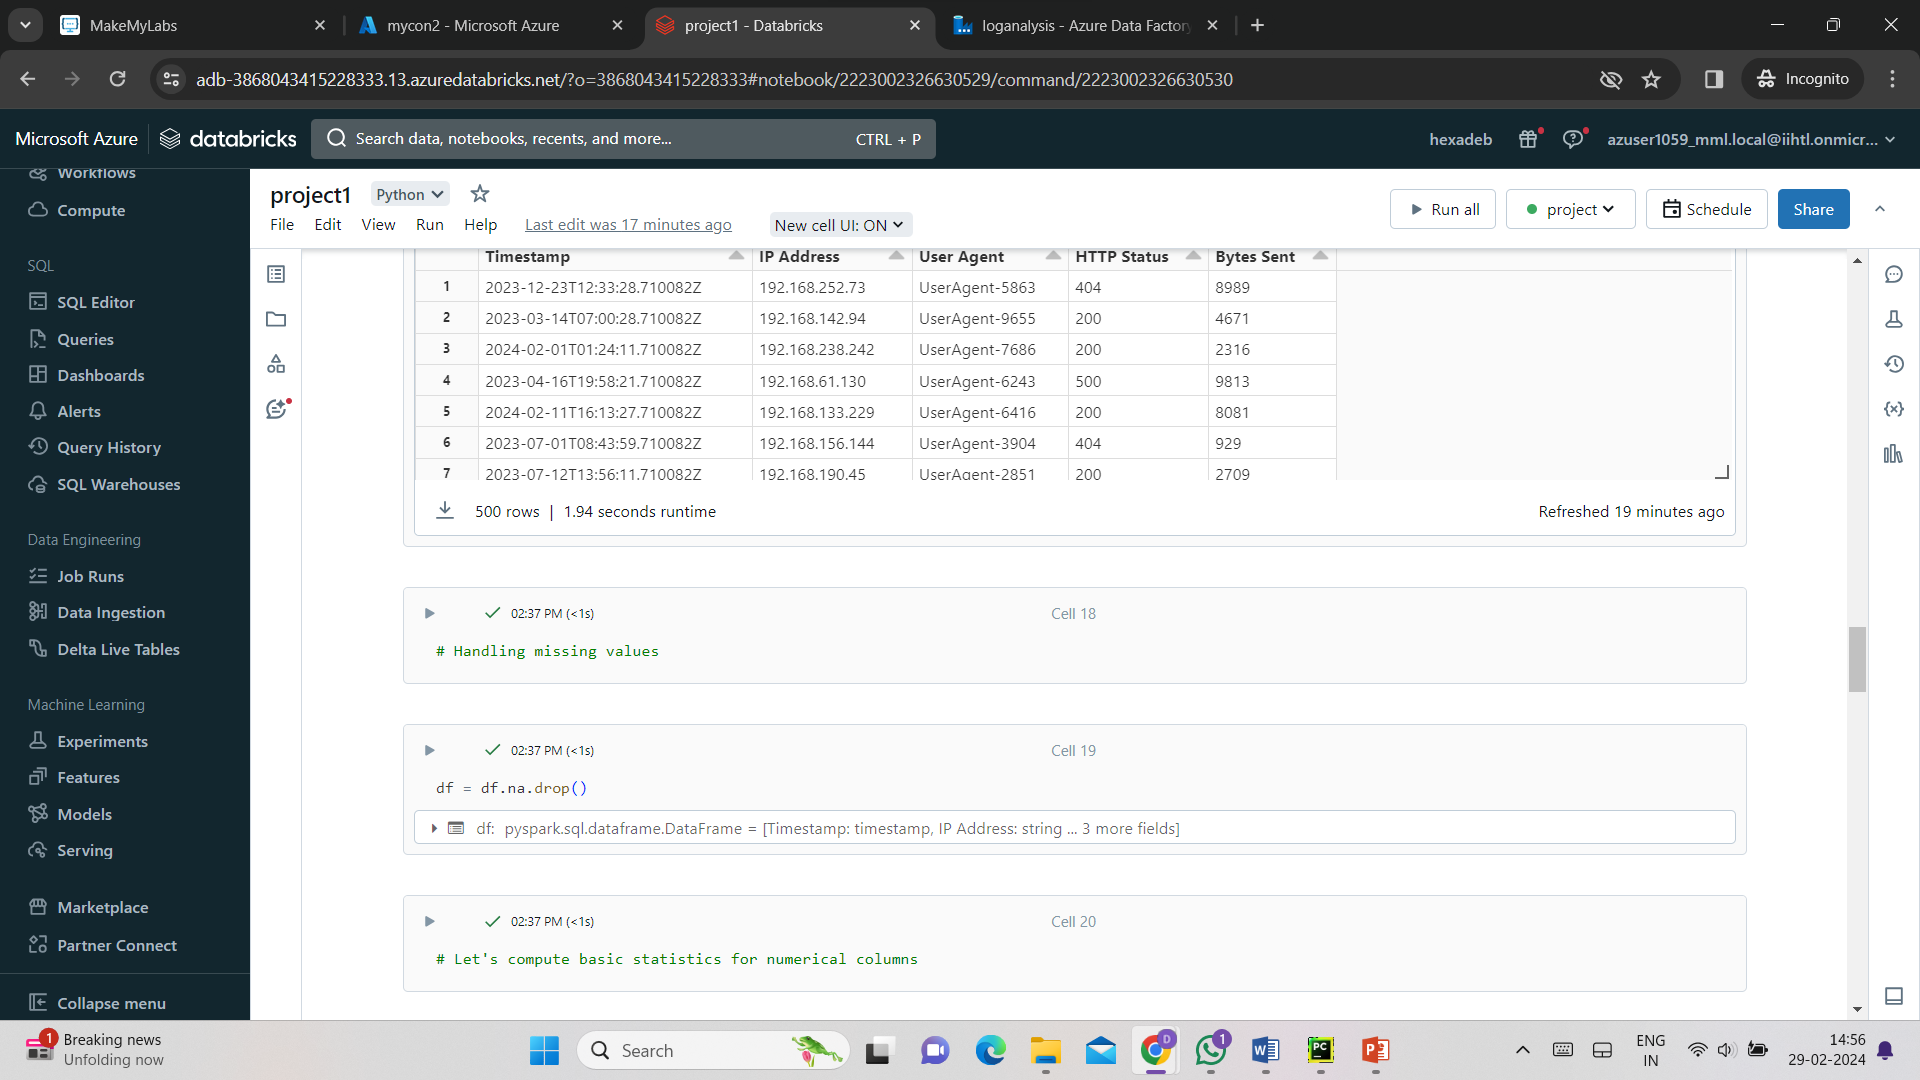 MakeMyLabs
mycon2 - Microsoft Azure
project1 - Databricks
loganalysis - Azure Data Factory
adb-3868043415228333.13.azuredatabricks.net/?o=3868043415228333#notebook/2223002326630529/command/2223002326630530
Incognito
Microsoft Azure
databricks
Search data, notebooks, recents, and more...
CTRL + P
hexadeb
azuser1059_mml.local@iihtl.onmicr...
Workflows
Compute
SQL
SQL Editor
Queries
Dashboards
Alerts
Query History
SQL Warehouses
Data Engineering
Job Runs
Data Ingestion
Delta Live Tables
Machine Learning
Experiments
Features
Models
Serving
Marketplace
Partner Connect
Collapse menu
project1
Python
File Edit View Run Help
Last edit was 17 minutes ago
New cell UI: ON
Run all
project
Schedule
Share
Timestamp IP Address User Agent HTTP Status Bytes Sent
1 2023-12-23T12:33:28.710082Z 192.168.252.73 UserAgent-5863 404 8989
2 2023-03-14T07:00:28.710082Z 192.168.142.94 UserAgent-9655 200 4671
3 2024-02-01T01:24:11.710082Z 192.168.238.242 UserAgent-7686 200 2316
4 2023-04-16T19:58:21.710082Z 192.168.61.130 UserAgent-6243 500 9813
5 2024-02-11T16:13:27.710082Z 192.168.133.229 UserAgent-6416 200 8081
6 2023-07-01T08:43:59.710082Z 192.168.156.144 UserAgent-3904 404 929
7 2023-07-12T13:56:11.710082Z 192.168.190.45 UserAgent-2851 200 2709
500 rows | 1.94 seconds runtime
Refreshed 19 minutes ago
02:37 PM (<1s)
Cell 18
# Handling missing values
02:37 PM (<1s)
Cell 19
df = df.na.drop()
df: pyspark.sql.dataframe.DataFrame = [Timestamp: timestamp, IP Address: string ... 3 more fields]
02:37 PM (<1s)
Cell 20
# Let's compute basic statistics for numerical columns
1
Breaking news
Unfolding now
Search
D
1
PC
ENG
IN
14:56
29-02-2024